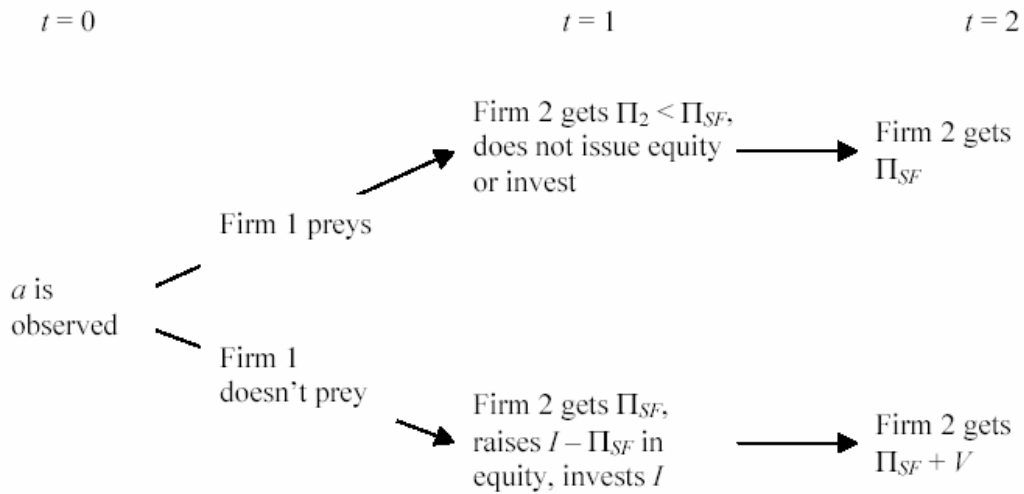 t = 0
t = 1
t = 2
Firm 2 gets Π2 < ΠSF,
does not issue equity
or invest
Firm 2 gets
ΠSF
Firm 1 preys
a is
observed
Firm 1
doesn't prey
Firm 2 gets ΠSF,
raises I – ΠSF in
equity, invests I
Firm 2 gets
ΠSF + V